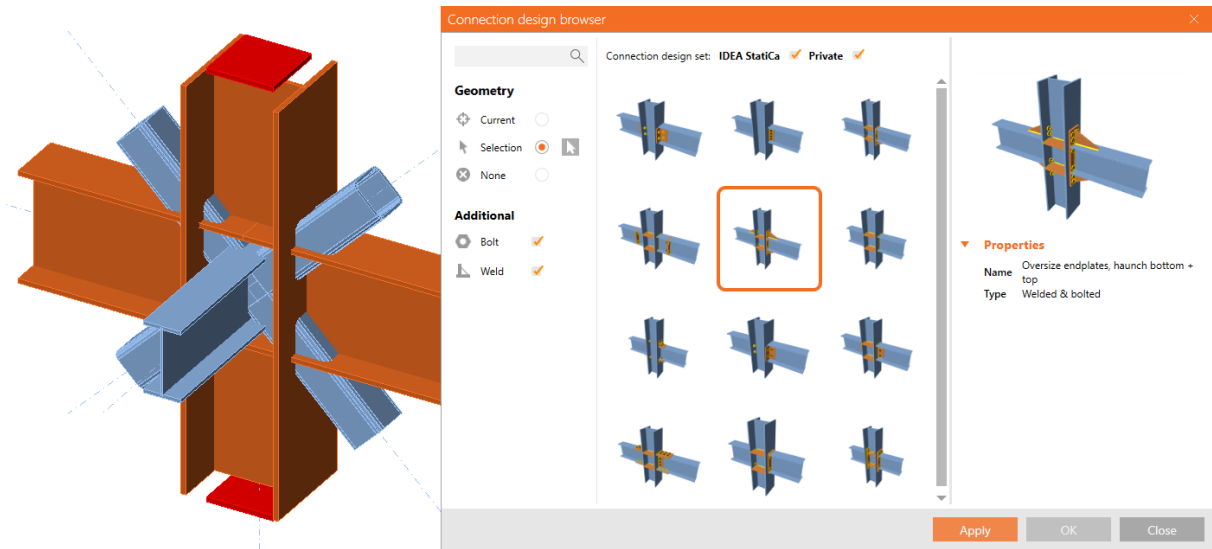 Connection design browser
Connection design set: IDEA StatiCa Private
Geometry
Current
Selection
None
Additional
Bolt
Weld
Properties
Name Oversize endplates, haunch bottom +
top
Type Welded & bolted
Apply OK Close